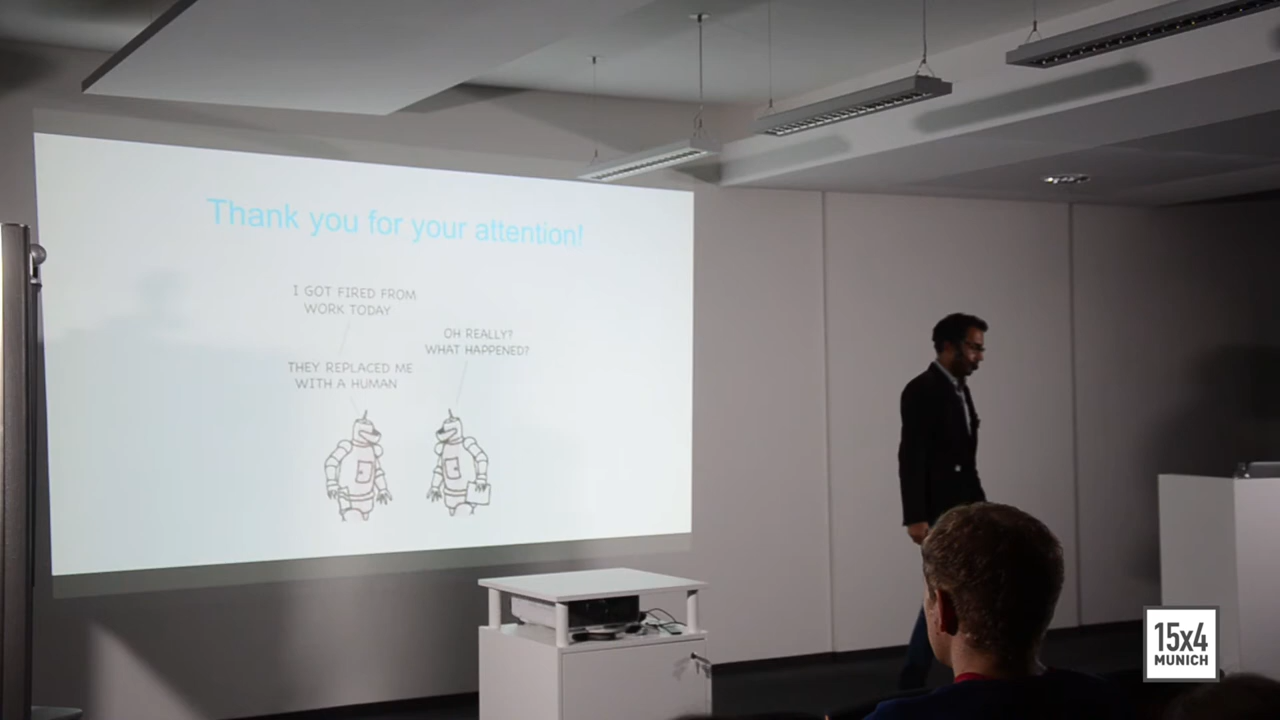 Thank you for your attention!
I GOT FIRED FROM
WORK TODAY
OH REALLY?
WHAT HAPPENED?
THEY REPLACED ME
WITH A HUMAN
15x4
MUNICH